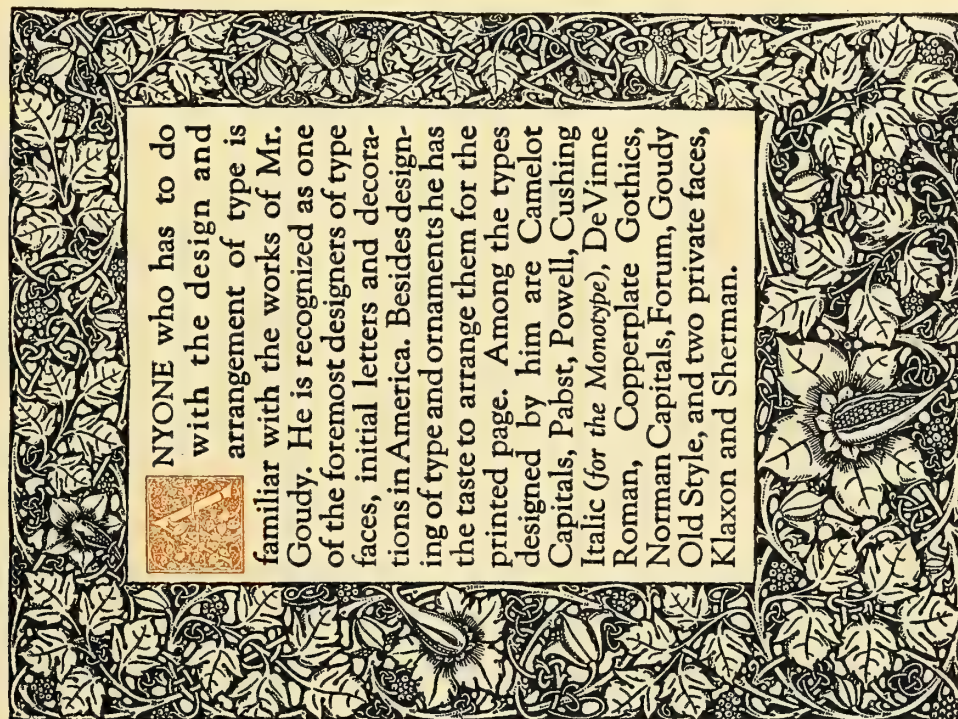 ANYONE who has to do
with the design and
arrangement of type is
familiar with the works of Mr.
Goudy. He is recognized as one
of the foremost designers of type
faces, initial letters and decora-
tions in America. Besides design-
ing of type and ornaments he has
the taste to arrange them for the
printed page. Among the types
designed by him are Camelot
Capitals, Pabst, Powell, Cushing
Italic (for the Monotype), DeVinne
Roman, Copperplate Gothics,
Norman Capitals, Forum, Goudy
Old Style, and two private faces,
Klaxon and Sherman.